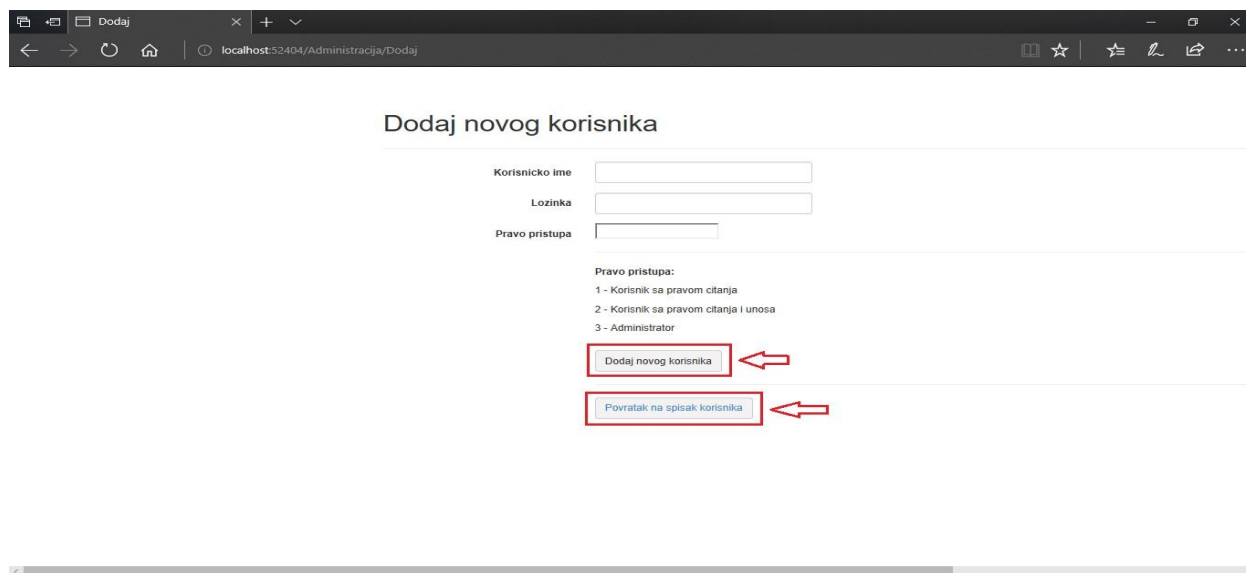 Dodaj
localhost:52404/Administracija/Dodaj
Dodaj novog korisnika
Korisnicko ime
Lozinka
Pravo pristupa
Pravo pristupa:
1 - Korisnik sa pravom citanja
2 - Korisnik sa pravom citanja i unosa
3 - Administrator
Dodaj novog korisnika
Povratak na spisak korisnika